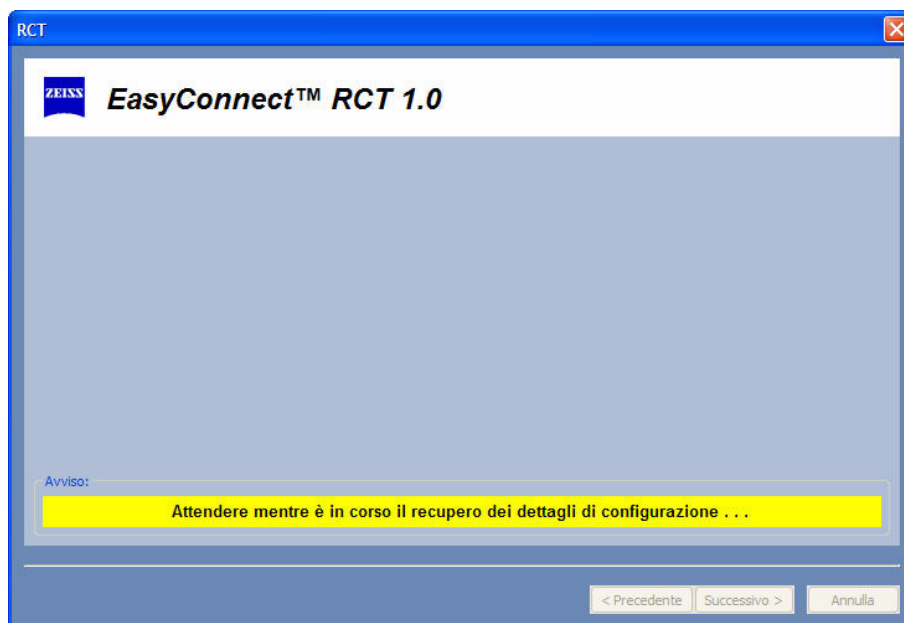 RCT
ZEISS
EasyConnect™ RCT 1.0
Avviso:
Attendere mentre è in corso il recupero dei dettagli di configurazione . . .
< Precedente
Successivo >
Annulla